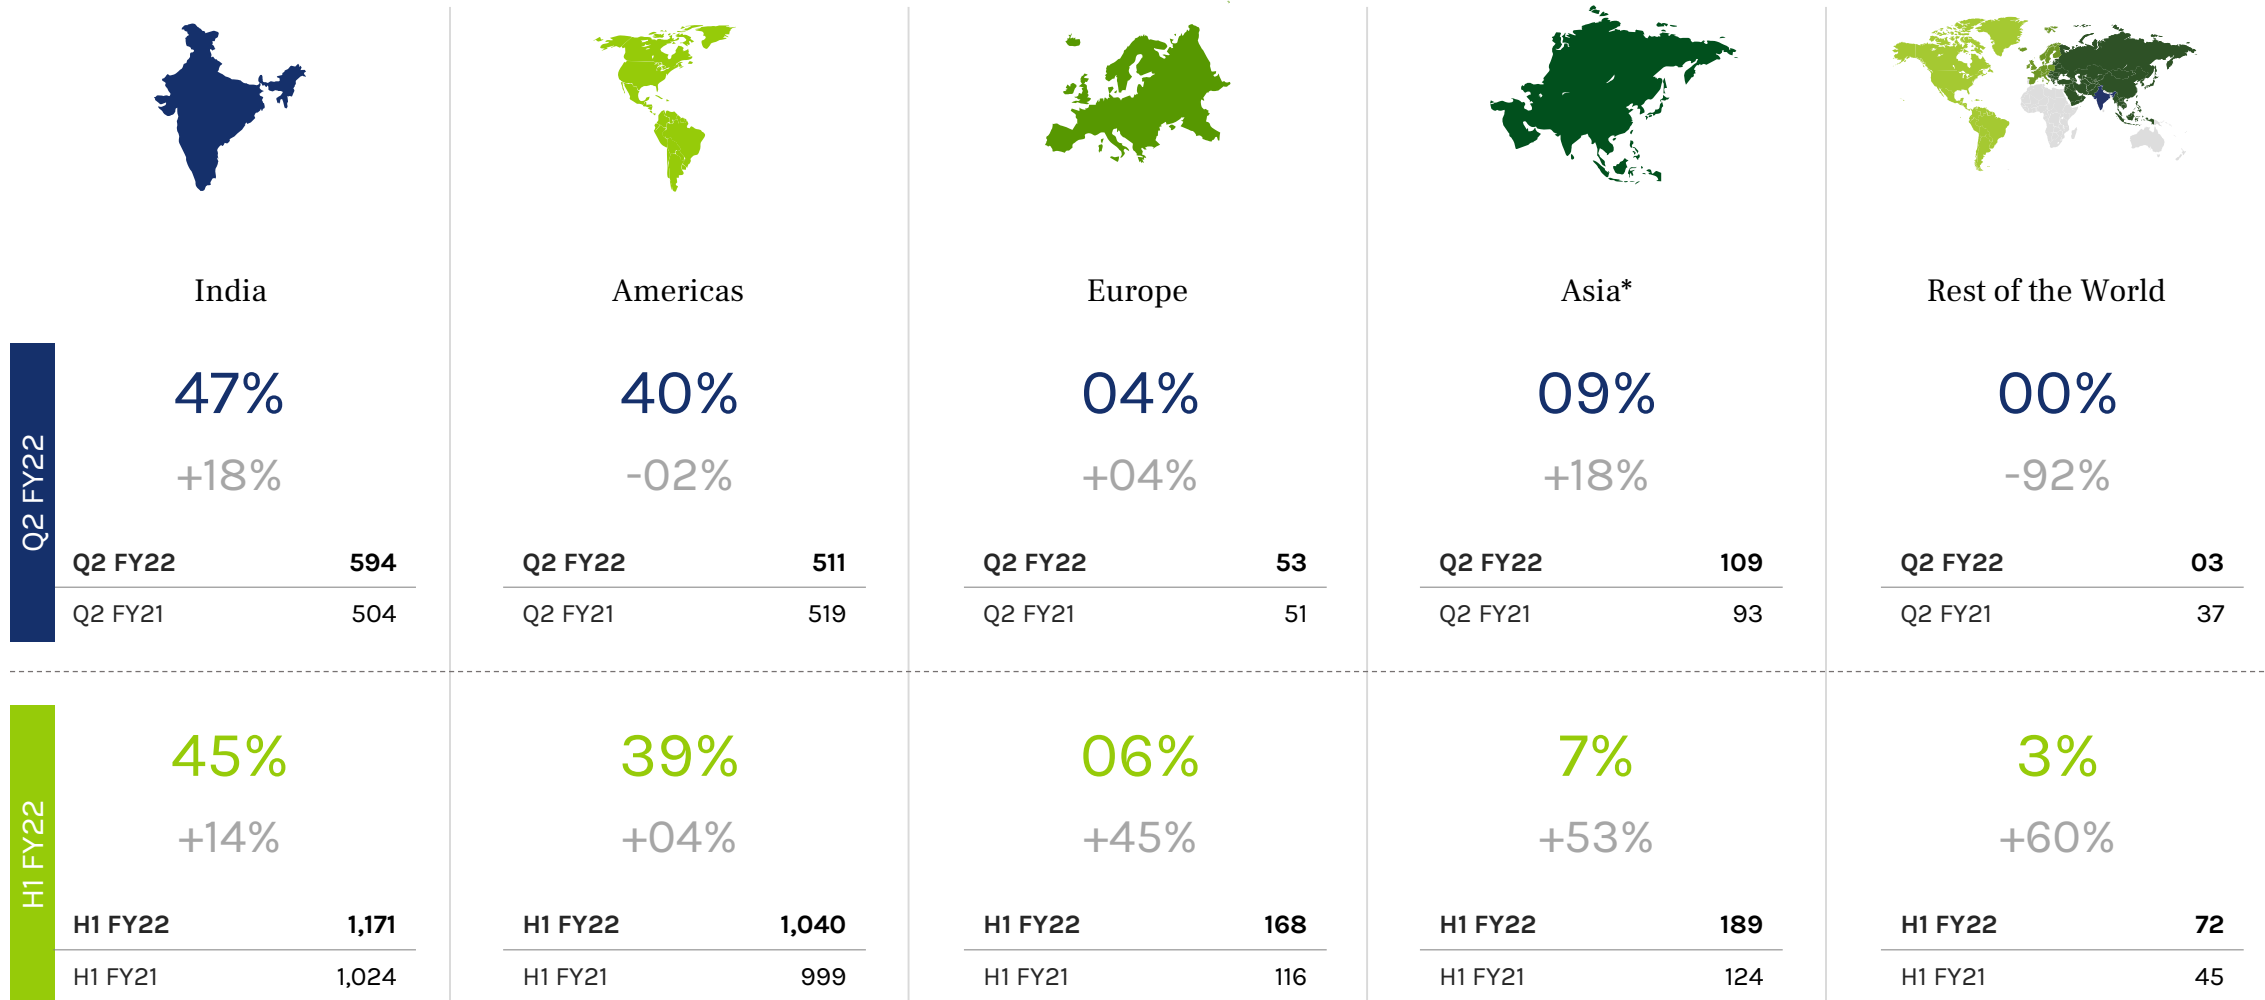 India
Americas
Europe
Asia*
Rest of the World
Q2 FY22
47%
40%
04%
09%
00%
+18%
-02%
+04%
+18%
-92%
Q2 FY22 594
Q2 FY22 511
Q2 FY22 53
Q2 FY22 109
Q2 FY22 03
Q2 FY21 504
Q2 FY21 519
Q2 FY21 51
Q2 FY21 93
Q2 FY21 37
H1 FY22
45%
39%
06%
7%
3%
+14%
+04%
+45%
+53%
+60%
H1 FY22 1,171
H1 FY22 1,040
H1 FY22 168
H1 FY22 189
H1 FY22 72
H1 FY21 1,024
H1 FY21 999
H1 FY21 116
H1 FY21 124
H1 FY21 45